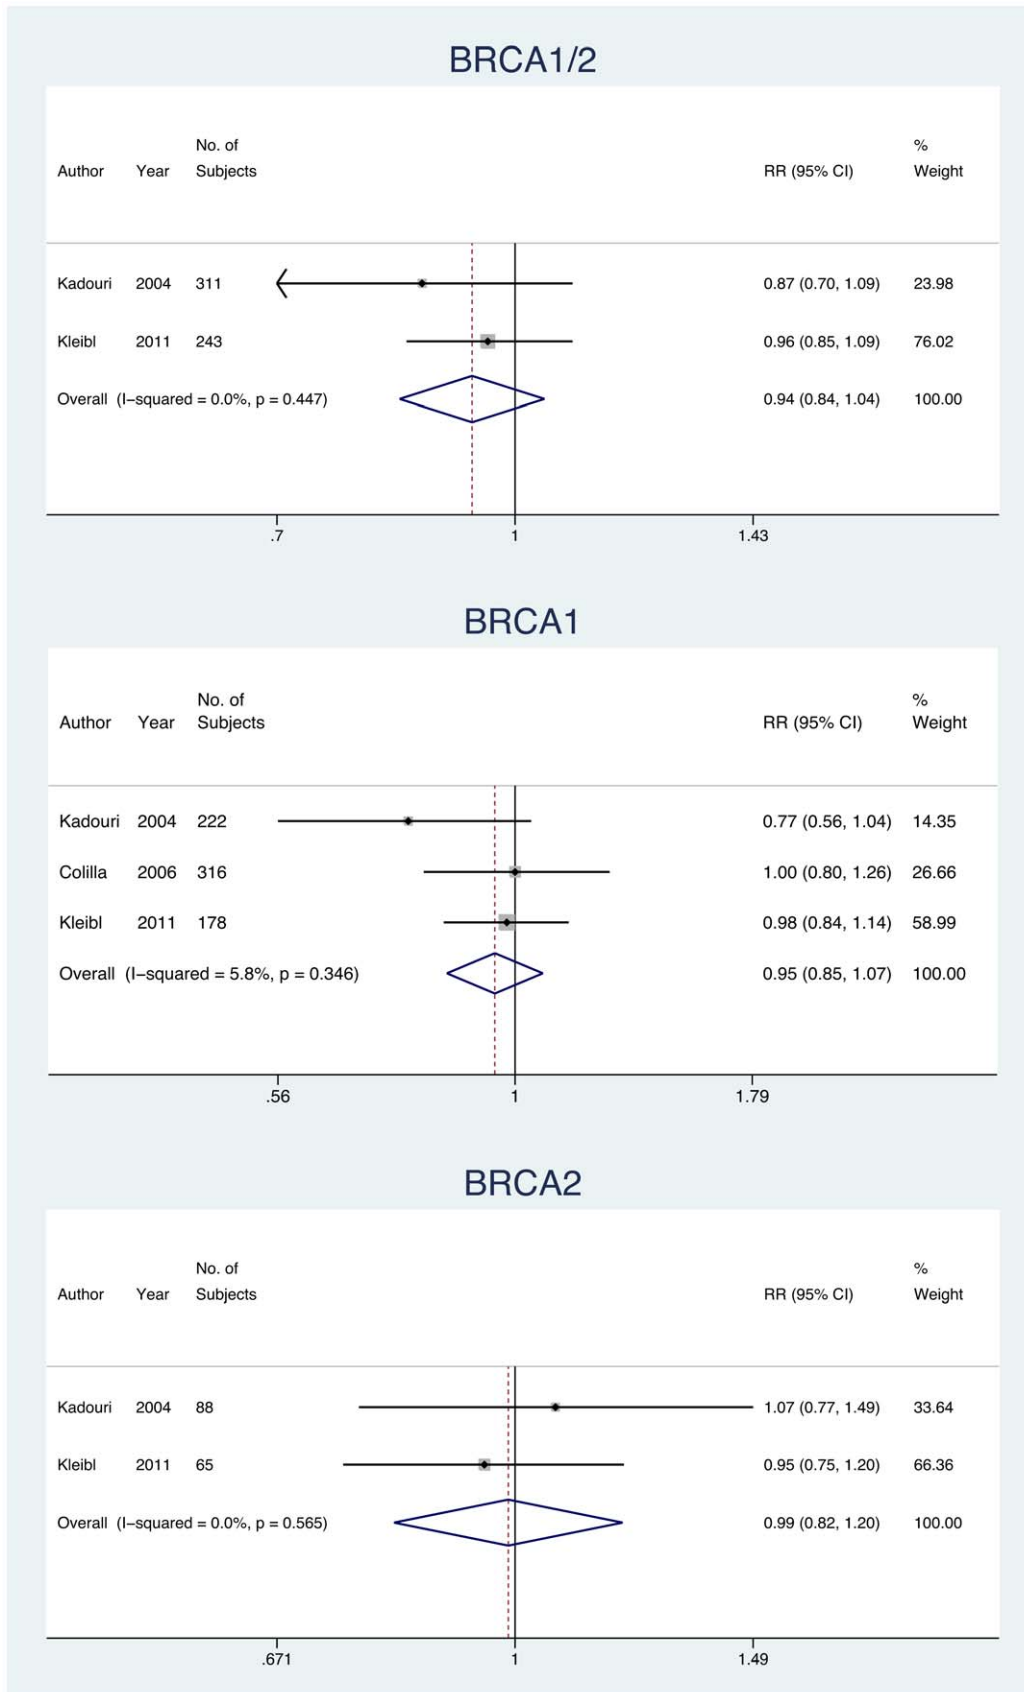 BRCA1/2
No. of %
Author Year Subjects RR (95% CI) Weight
Kadouri 2004 311 0.87 (0.70, 1.09) 23.98
Kleibl 2011 243 0.96 (0.85, 1.09) 76.02
Overall (I−squared = 0.0%, p = 0.447) 0.94 (0.84, 1.04) 100.00
.7 1 1.43
BRCA1
No. of %
Author Year Subjects RR (95% CI) Weight
Kadouri 2004 222 0.77 (0.56, 1.04) 14.35
Colilla 2006 316 1.00 (0.80, 1.26) 26.66
Kleibl 2011 178 0.98 (0.84, 1.14) 58.99
Overall (I−squared = 5.8%, p = 0.346) 0.95 (0.85, 1.07) 100.00
.56 1 1.79
BRCA2
No. of %
Author Year Subjects RR (95% CI) Weight
Kadouri 2004 88 1.07 (0.77, 1.49) 33.64
Kleibl 2011 65 0.95 (0.75, 1.20) 66.36
Overall (I−squared = 0.0%, p = 0.565) 0.99 (0.82, 1.20) 100.00
.671 1 1.49